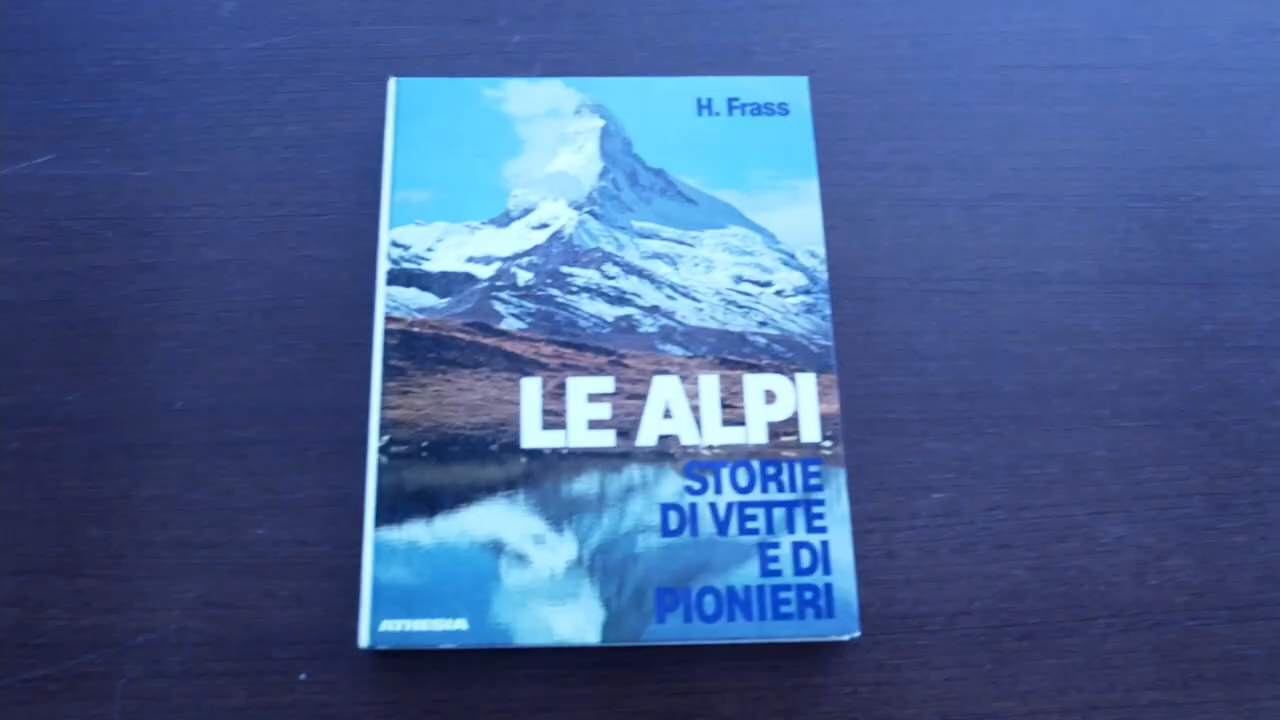 H. Frass
LE ALPI
STORIE
DI VETTE
E DI
PIONIERI
ATHESIA